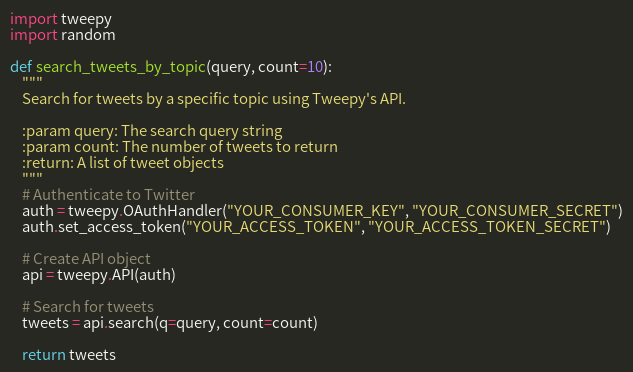 import tweepy
import random

def search_tweets_by_topic(query, count=10):
    """
    Search for tweets by a specific topic using Tweepy's API.

    :param query: The search query string
    :param count: The number of tweets to return
    :return: A list of tweet objects
    """
    # Authenticate to Twitter
    auth = tweepy.OAuthHandler("YOUR_CONSUMER_KEY", "YOUR_CONSUMER_SECRET")
    auth.set_access_token("YOUR_ACCESS_TOKEN", "YOUR_ACCESS_TOKEN_SECRET")

    # Create API object
    api = tweepy.API(auth)

    # Search for tweets
    tweets = api.search(q=query, count=count)

    return tweets